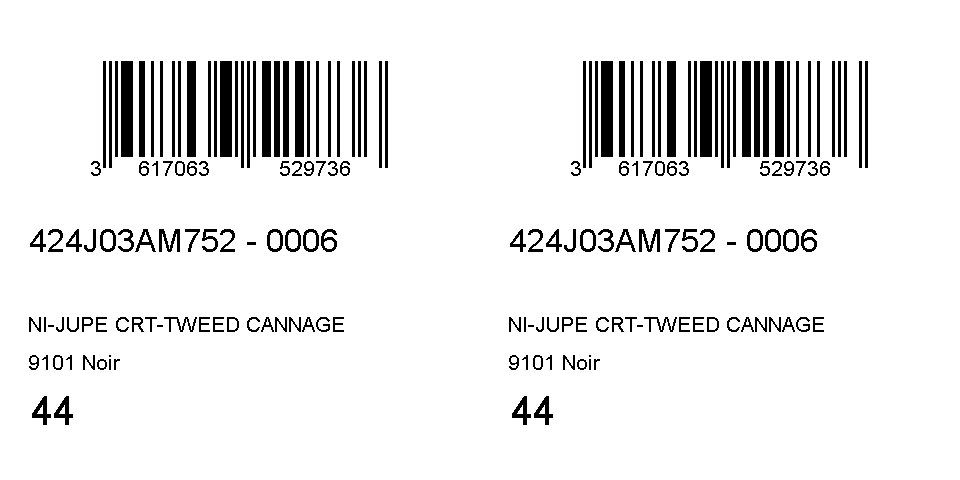 3 617063 529736
424J03AM752 - 0006
NI-JUPE CRT-TWEED CANNAGE
9101 Noir
44
3 617063 529736
424J03AM752 - 0006
NI-JUPE CRT-TWEED CANNAGE
9101 Noir
44